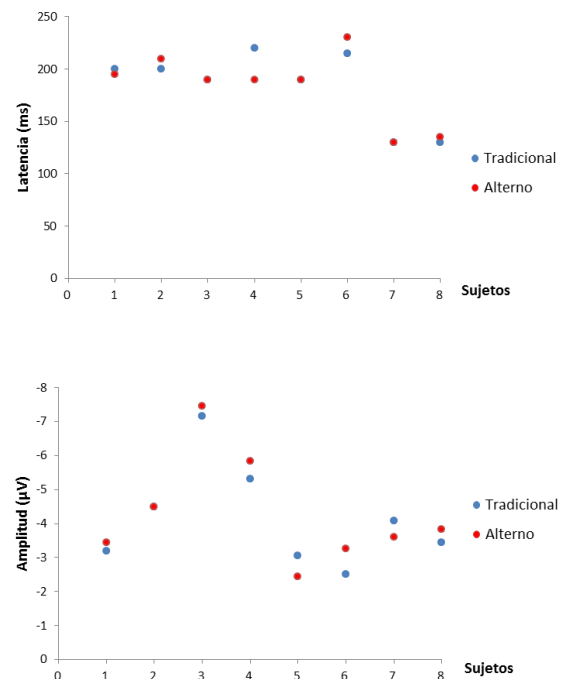 250
200
150
100
50
0
Latencia (ms)
0 1 2 3 4 5 6 7 8
Sujetos
Tradicional
Alterno
-8
-7
-6
-5
-4
-3
-2
-1
0
Amplitud (µV)
0 1 2 3 4 5 6 7 8
Sujetos
Tradicional
Alterno